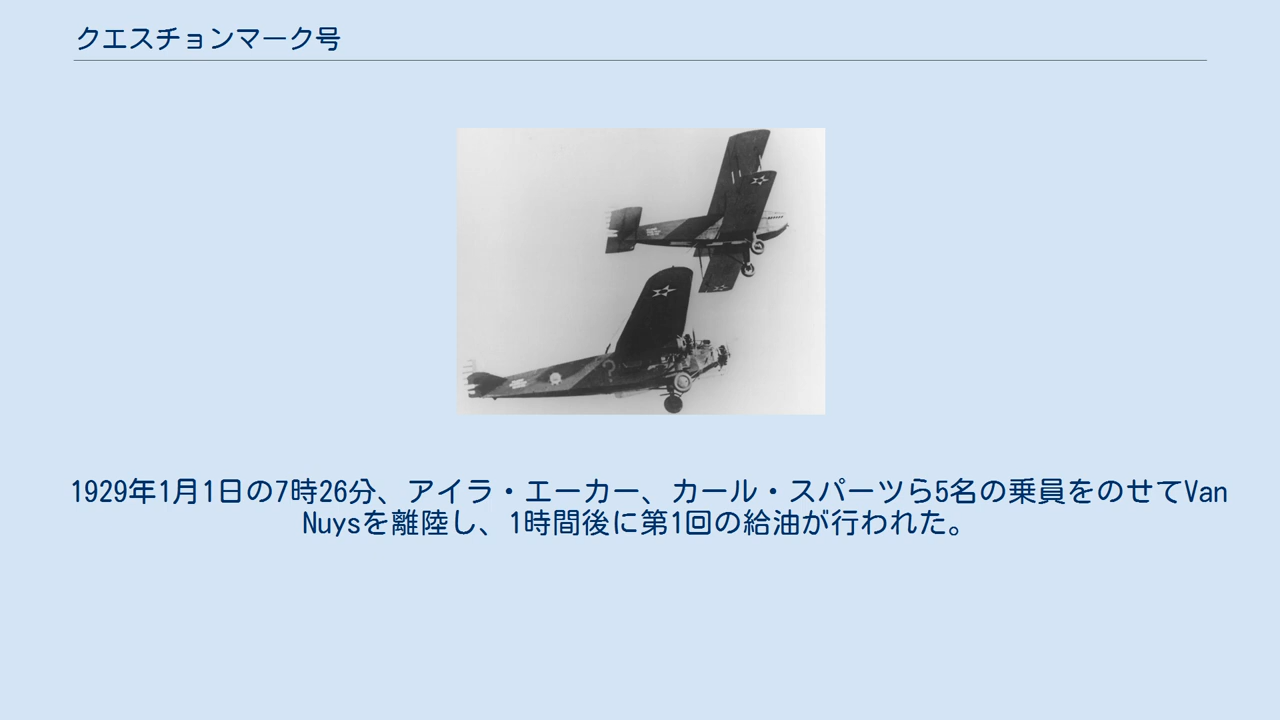 クエスチョンマーク号
?
1929年1月1日の7時26分、アイラ・エーカー、カール・スパーツら5名の乗員をのせてVan
Nuysを離陸し、1時間後に第1回の給油が行われた。